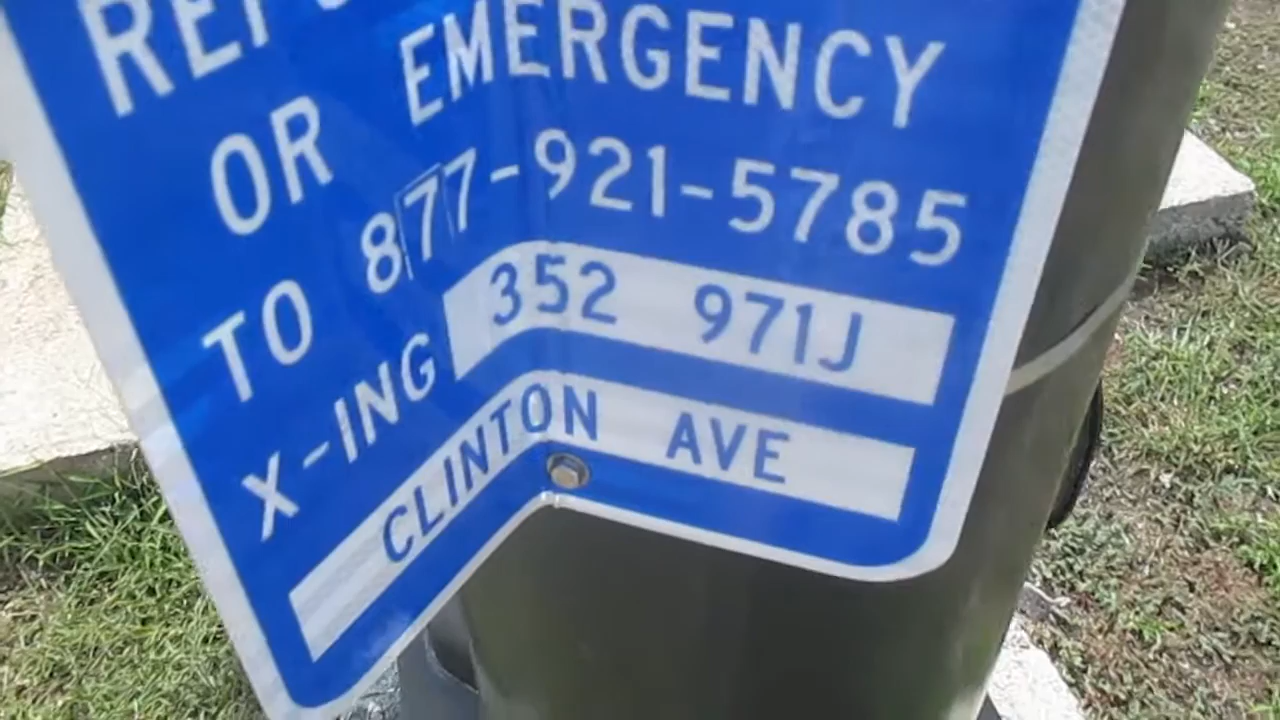 OR EMERGENCY
TO 877-921-5785
X-ING 352 971J
CLINTON AVE